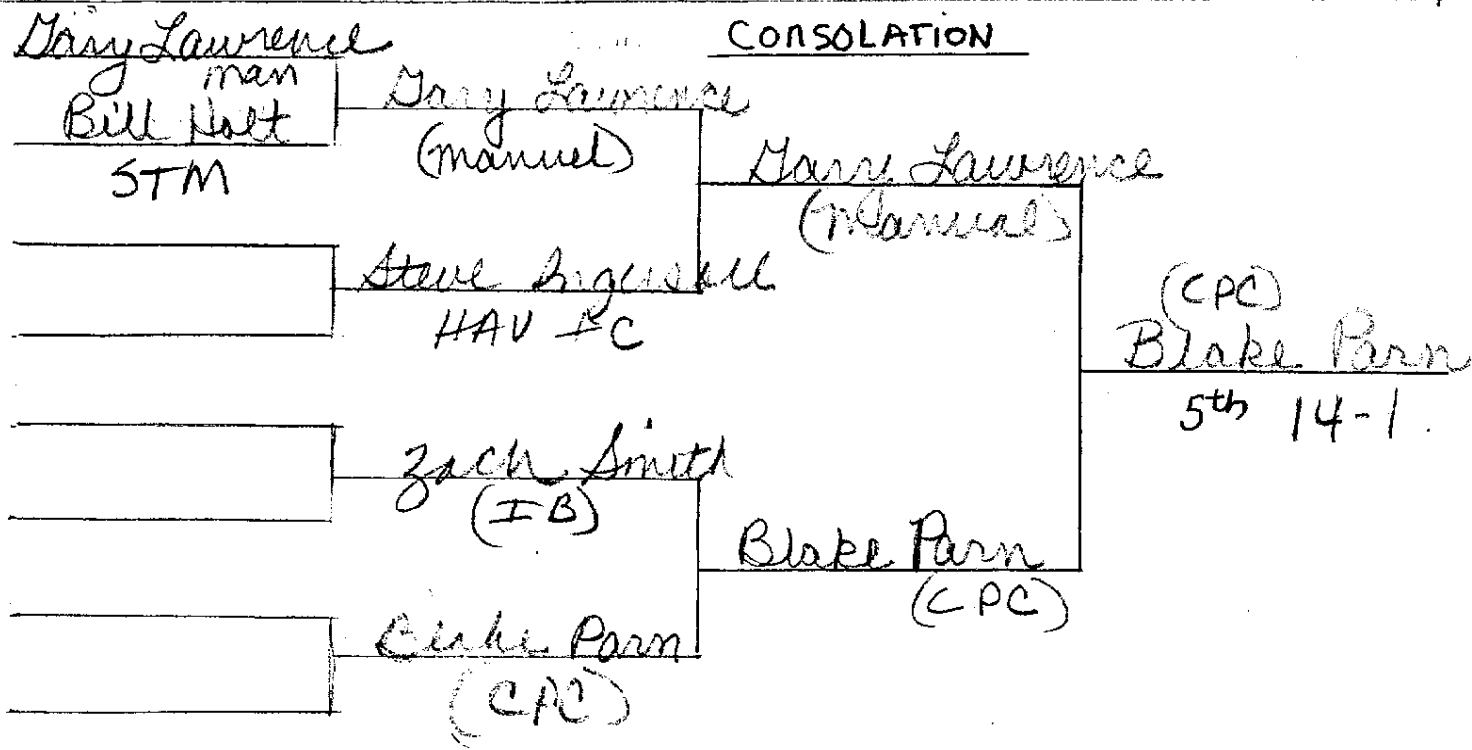 Gary Lawrence
man
Bill Holt
STM
CONSOLATION
Gary Lawrence
(manuel)
Steve Ingersoll
HAV
Zach Smith
(IB)
Parn
(CPC)
Gary Lawrence
(Manual)
Blake Parn
(CPC)
(CPC)
Blake Parn
5th 14-1.